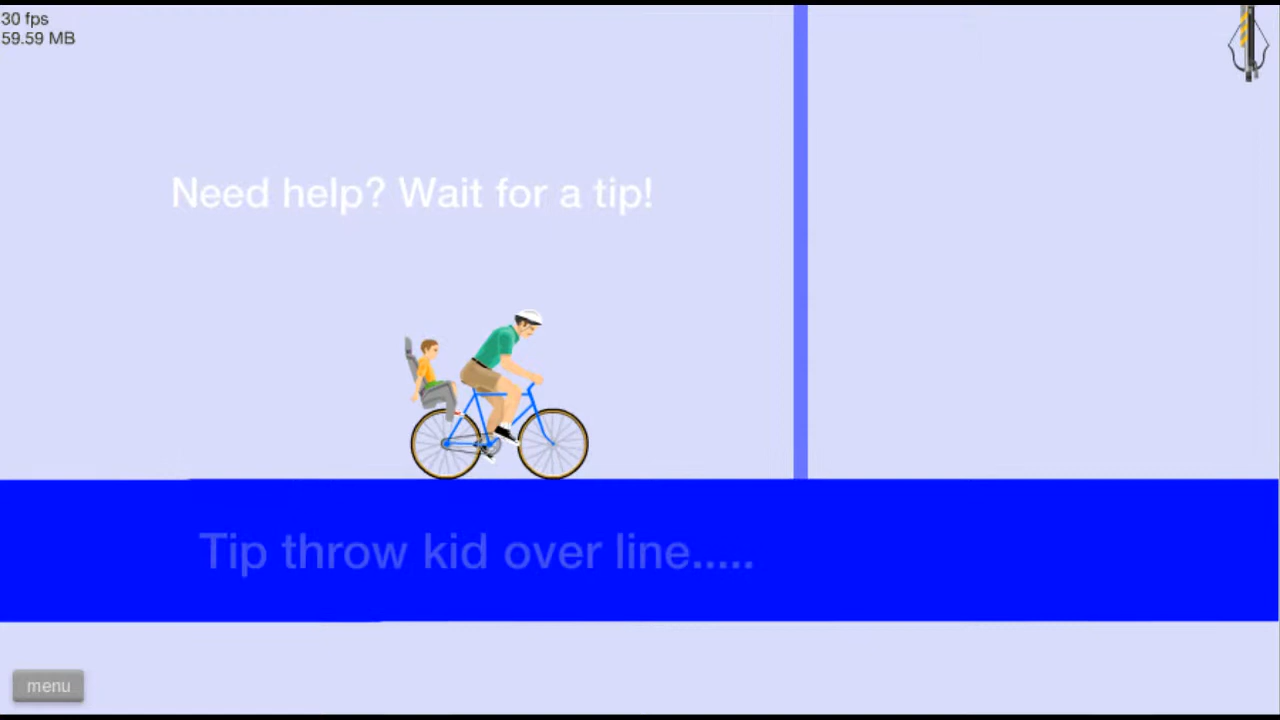 30 fps
59.59 MB
Need help? Wait for a tip!
Tip throw kid over line.....
menu